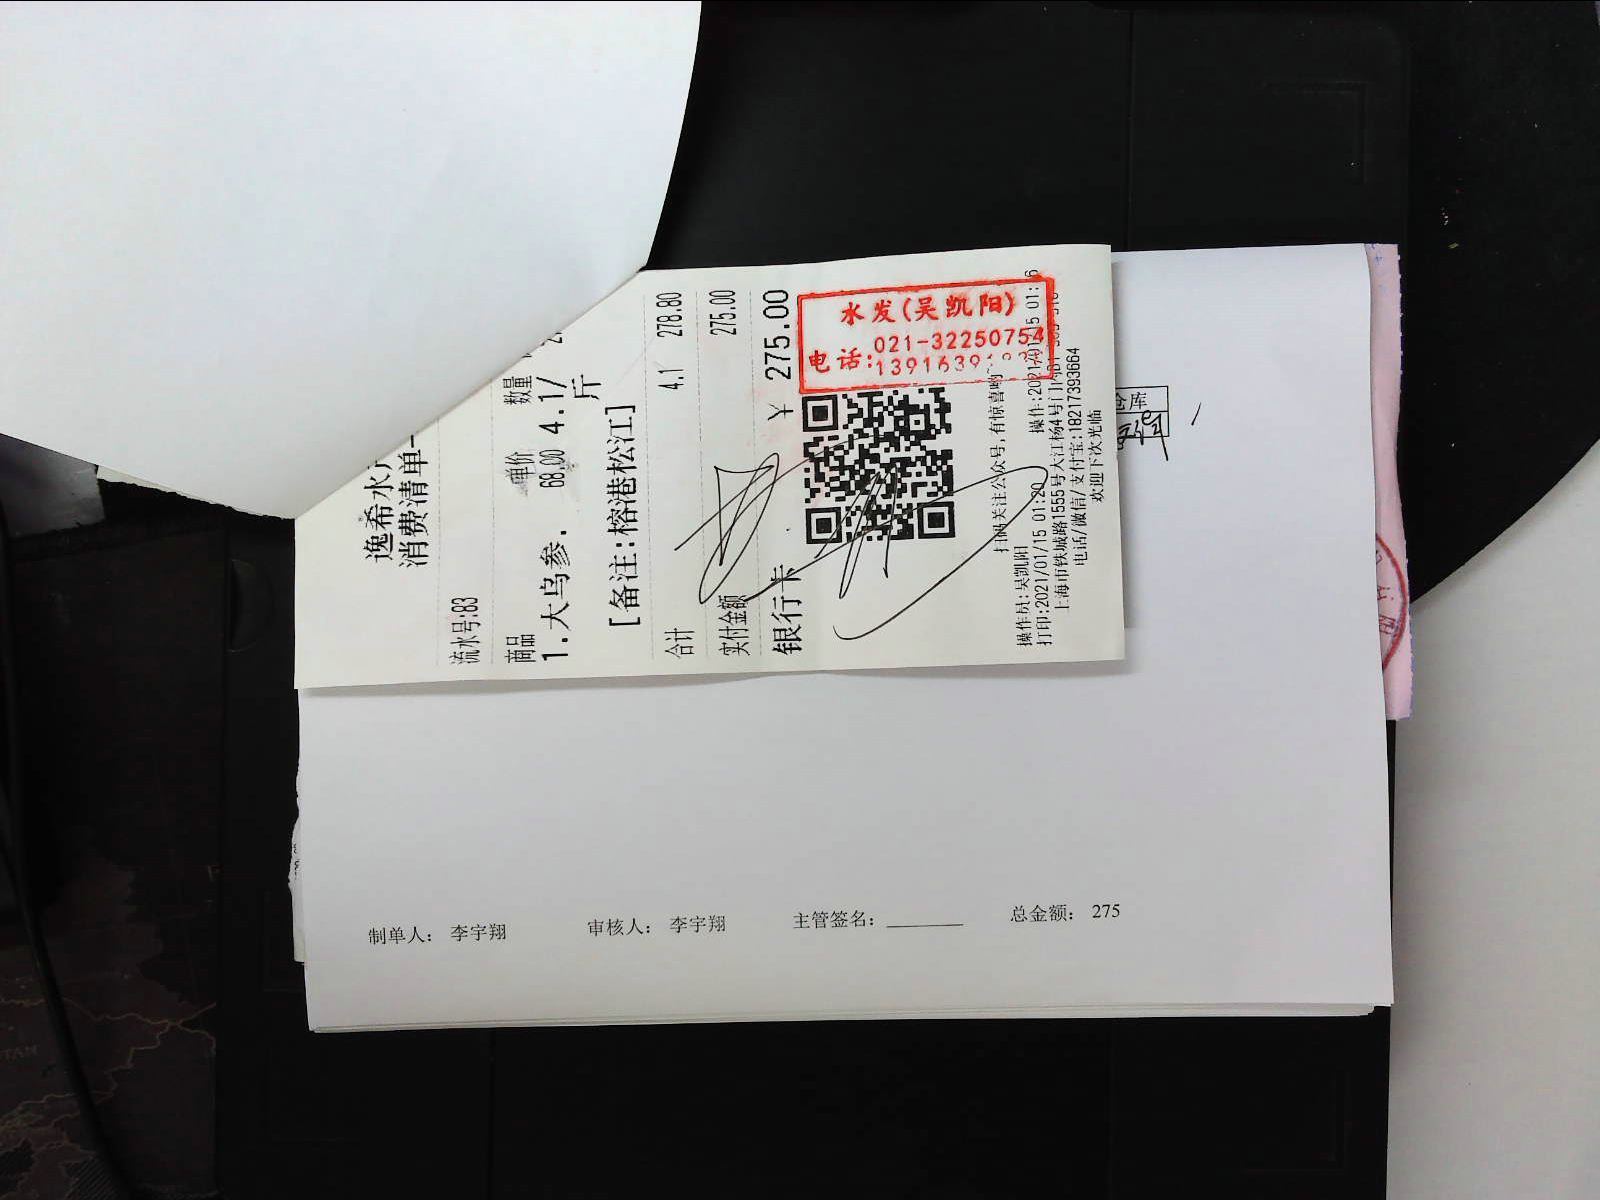 逸希水
消费清单
流水号:83
商品 单价 数量
1.大乌参. 68.00 4.1/斤
[备注:榕港松江]
合计 4.1 278.80
实付金额 275.00
银行卡 ¥ 275.00
水发(吴凯阳)
021-32250754
电话:
扫码关注公众号,有惊喜哟~
操作员:吴凯阳 操作:
打印:2021/01/15 01:20
上海市铁城路1555号大江杨4号门
电话/微信/支付宝:18217393664
欢迎下次光临
仓库
制单人: 李宇翔 审核人: 李宇翔 主管签名: 总金额: 275